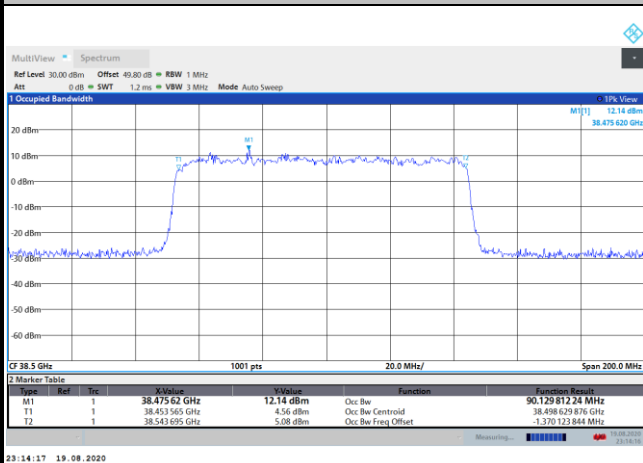 MultiView Spectrum
Ref Level 30.00 dBm Offset 49.80 dB RBW 1 MHz
Att 0 dB SWT 1.2 ms VBW 3 MHz Mode Auto Sweep
1 Occupied Bandwidth 1Pk View
M1[1] 12.14 dBm
38.475 620 GHz
20 dBm
M1
10 dBm
T1
T2
0 dBm
-10 dBm
-20 dBm
-30 dBm
-40 dBm
-50 dBm
-60 dBm
CF 38.5 GHz 1001 pts 20.0 MHz/ Span 200.0 MHz
2 Marker Table
Type Ref Trc X-Value Y-Value Function Function Result
M1 1 38.475 62 GHz 12.14 dBm Occ Bw 90.129 812 24 MHz
T1 1 38.453 565 GHz 4.56 dBm Occ Bw Centroid 38.498 629 876 GHz
T2 1 38.543 695 GHz 5.08 dBm Occ Bw Freq Offset -1.370 123 844 MHz
Measuring... 19.08.2020
23:14:16
23:14:17 19.08.2020